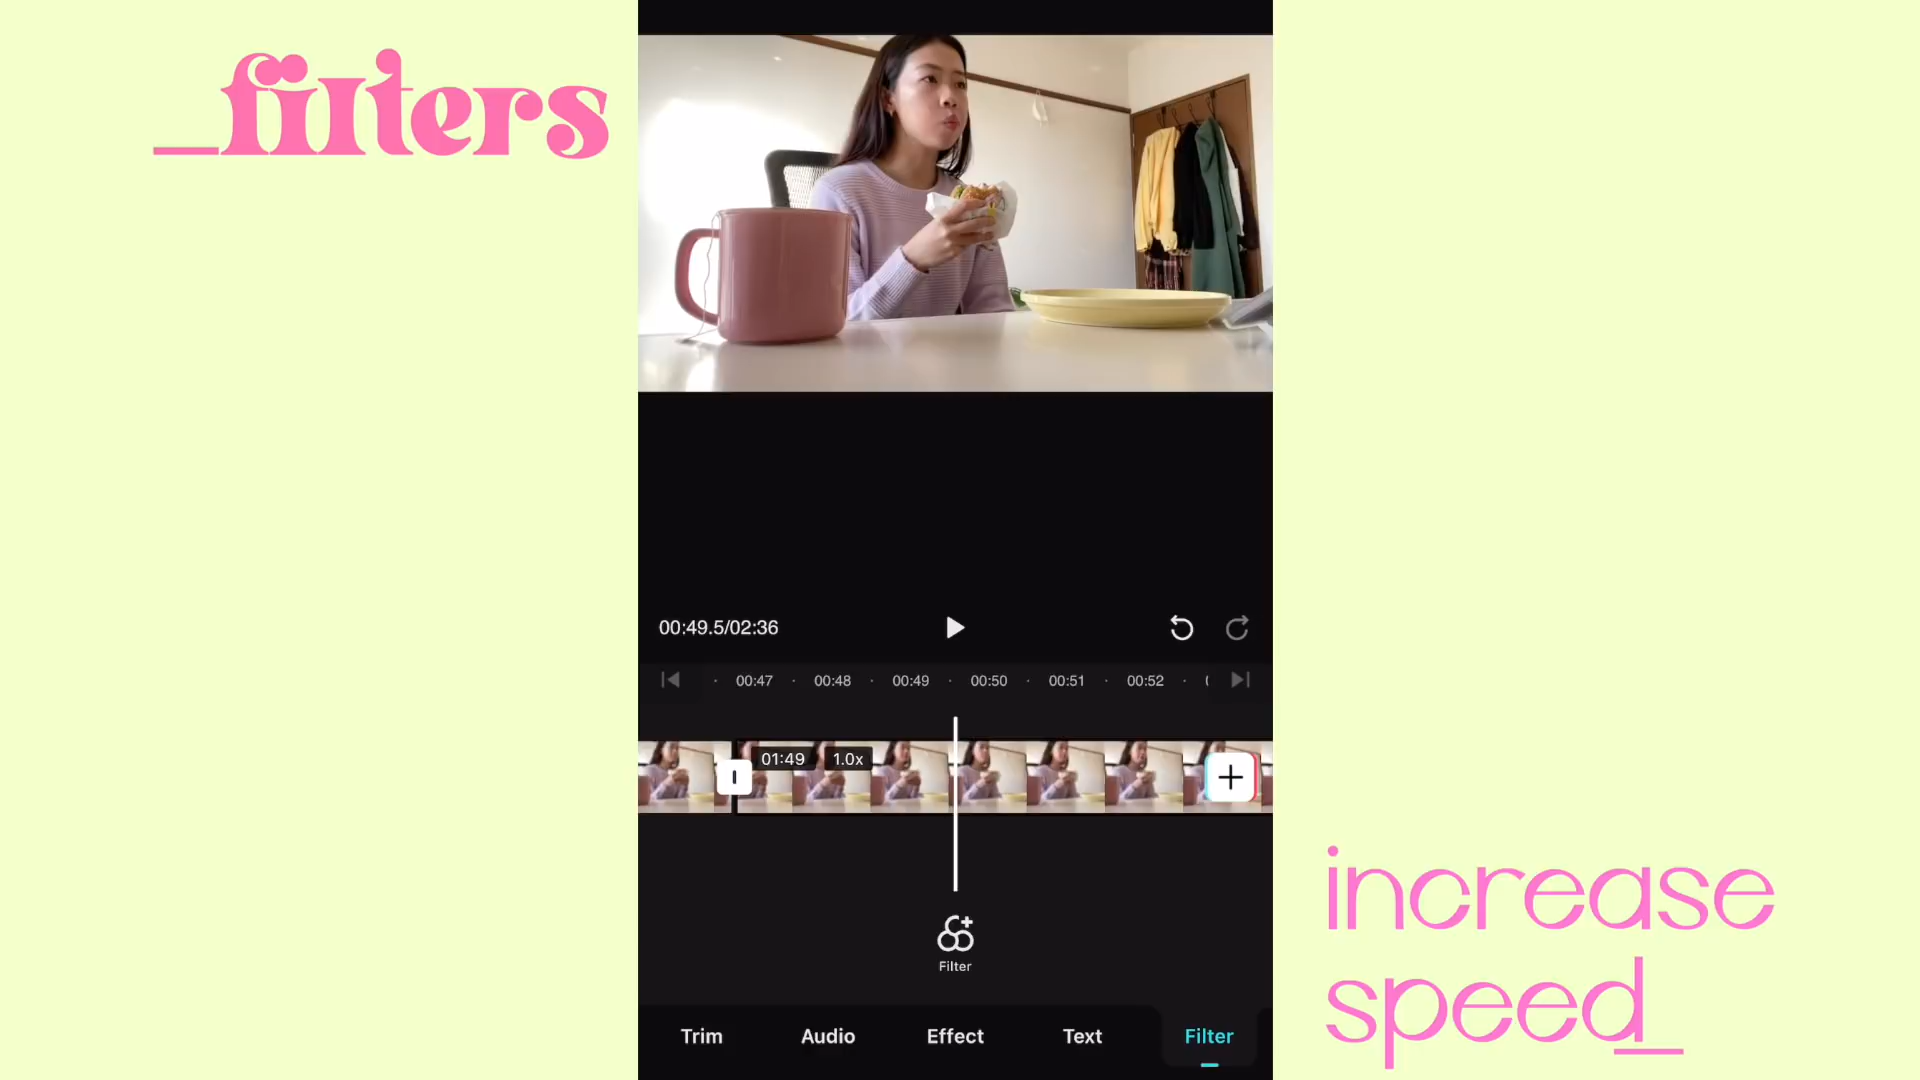 _filters
00:49.5/02:36
00:47 00:48 00:49 00:50 00:51 00:52
01:49 1.0x
Filter
Trim Audio Effect Text Filter
increase
speed_